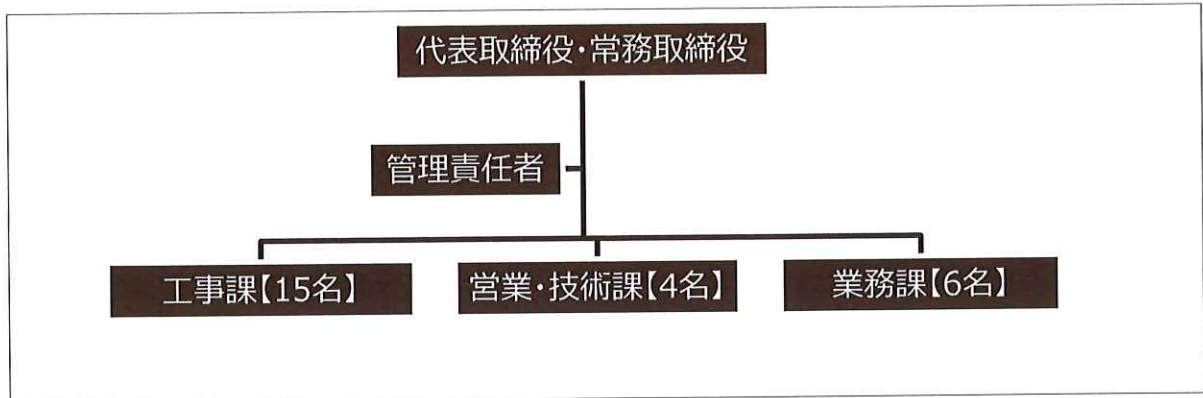 代表取締役・常務取締役
管理責任者
工事課【15名】
営業・技術課【4名】
業務課【6名】